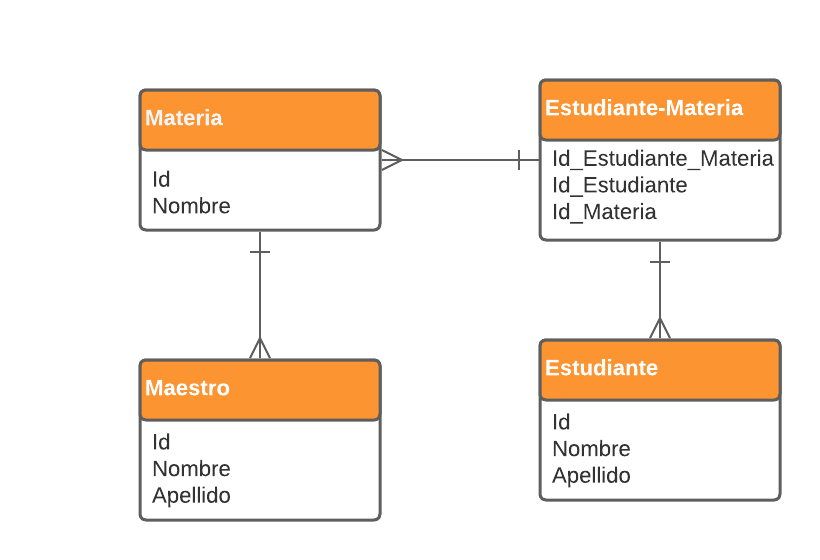 Materia
Id
Nombre
Estudiante-Materia
Id_Estudiante_Materia
Id_Estudiante
Id_Materia
Maestro
Id
Nombre
Apellido
Estudiante
Id
Nombre
Apellido